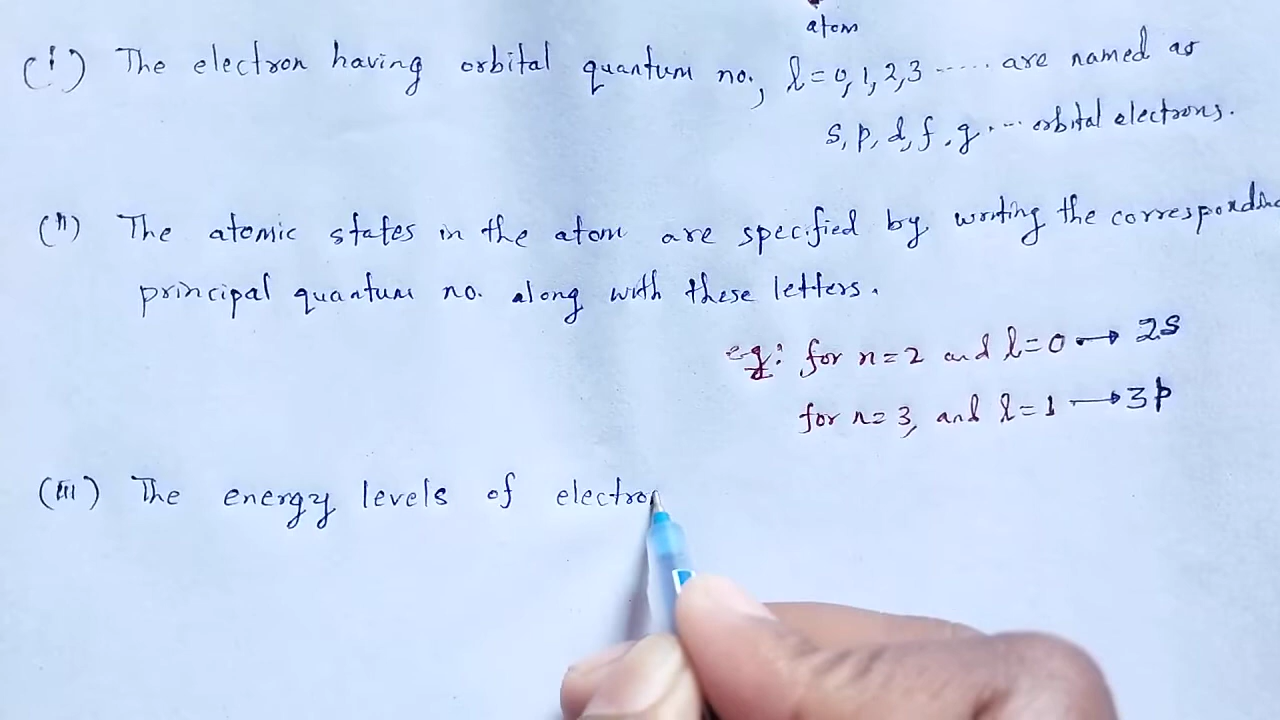 atom
(i) The electron having orbital quantum no., l=0,1,2,3 ..... are named as
s, p, d, f, g .... orbital electrons.
(ii) The atomic states in the atom are specified by writing the corresponding
principal quantum no. along with these letters.
eg: for n=2 and l=0 → 2s
for n=3, and l=1 → 3p
(iii) The energy levels of electron